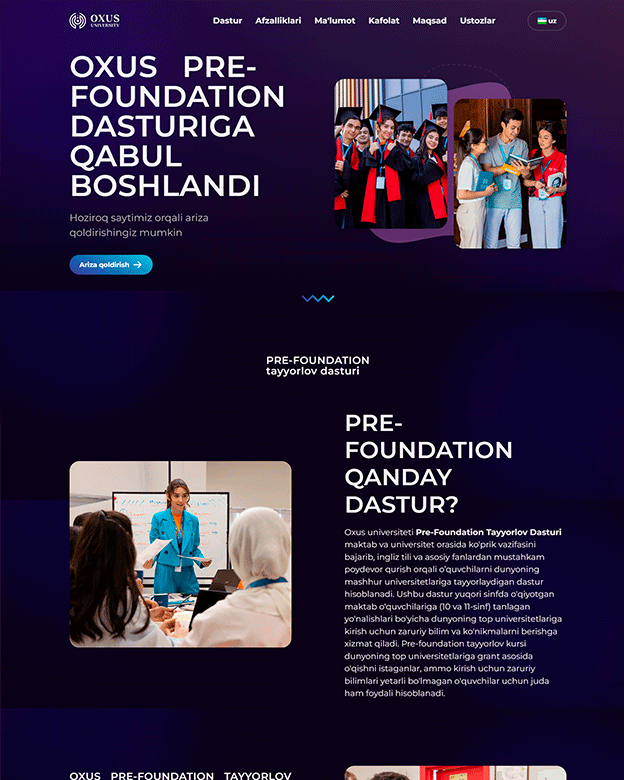 OXUS
UNIVERSITY
Dastur Afzalliklari Ma'lumot Kafolat Maqsad Ustozlar
uz
OXUS PRE-
FOUNDATION
DASTURIGA
QABUL
BOSHLANDI
Hoziroq saytimiz orqali ariza
qoldirishingiz mumkin
Ariza qoldirish →
PRE-FOUNDATION
tayyorlov dasturi
PRE-
FOUNDATION
QANDAY
DASTUR?
Oxus universiteti Pre-Foundation Tayyorlov Dasturi
maktab va universitet orasida ko'prik vazifasini
bajarib, ingliz tili va asosiy fanlardan mustahkam
poydevor qurish orqali o'quvchilarni dunyoning
mashhur universitetlariga tayyorlaydigan dastur
hisoblanadi. Ushbu dastur yuqori sinfda o'qiyotgan
maktab o'quvchilariga (10 va 11-sinf) tanlagan
yo'nalishlari bo'yicha dunyoning top universitetlariga
kirish uchun zaruriy bilim va ko'nikmalarni berishga
xizmat qiladi. Pre-foundation tayyorlov kursi
dunyoning top universitetlariga grant asosida
o'qishni istaganlar, ammo kirish uchun zaruriy
bilimlari yetarli bo'lmagan o'quvchilar uchun juda
ham foydali hisoblanadi.
OXUS PRE-FOUNDATION TAYYORLOV